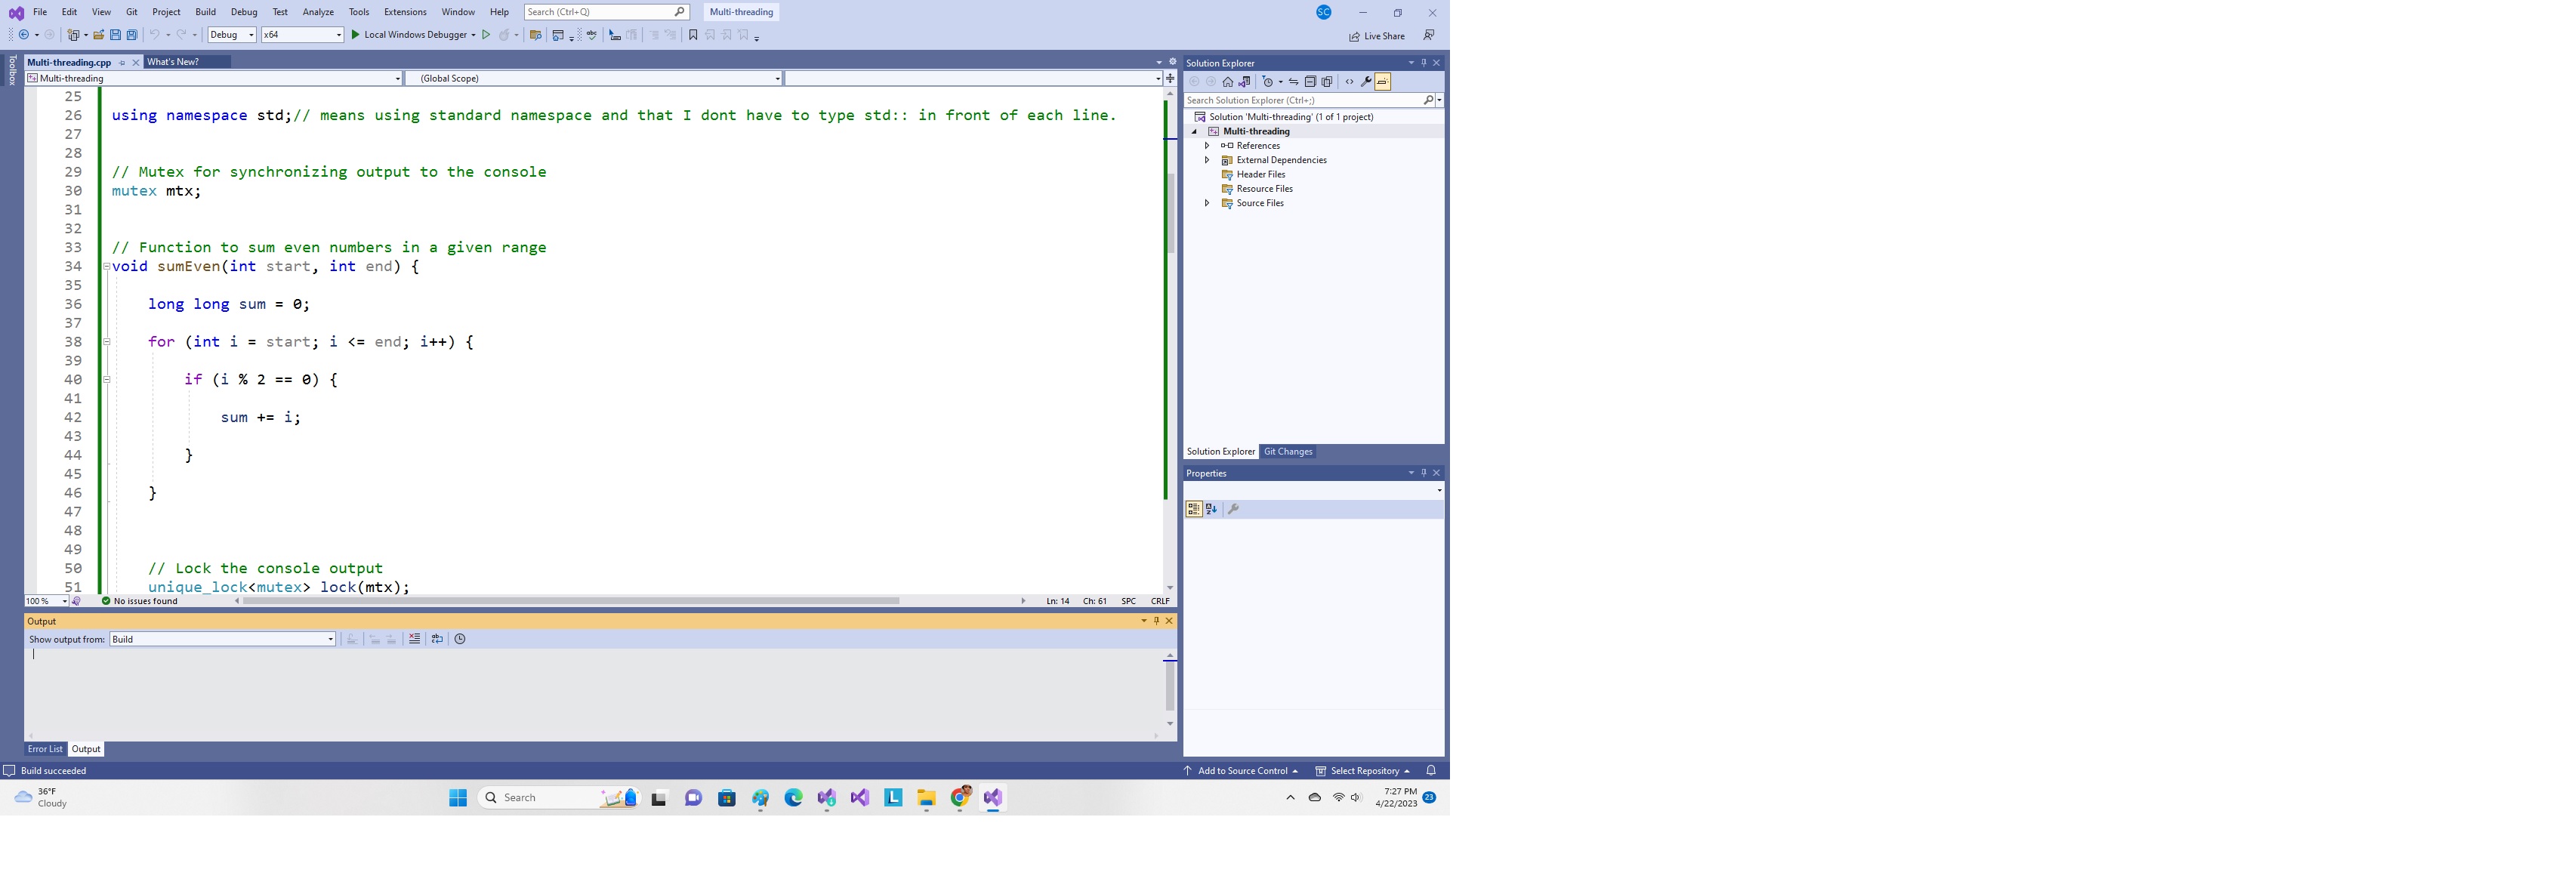 File Edit View Git Project Build Debug Test Analyze Tools Extensions Window Help Search (Ctrl+Q) Multi-threading SC
Debug x64 Local Windows Debugger Live Share
Toolbox
Multi-threading.cpp What's New?
Multi-threading (Global Scope)
25
26 using namespace std;// means using standard namespace and that I dont have to type std:: in front of each line.
27
28
29 // Mutex for synchronizing output to the console
30 mutex mtx;
31
32
33 // Function to sum even numbers in a given range
34 void sumEven(int start, int end) {
35
36 long long sum = 0;
37
38 for (int i = start; i <= end; i++) {
39
40 if (i % 2 == 0) {
41
42 sum += i;
43
44 }
45
46 }
47
48
49
50 // Lock the console output
51 unique_lock<mutex> lock(mtx);
100 % No issues found Ln: 14 Ch: 61 SPC CRLF
Output
Show output from: Build
Error List Output
Solution Explorer
Search Solution Explorer (Ctrl+;)
Solution 'Multi-threading' (1 of 1 project)
Multi-threading
References
External Dependencies
Header Files
Resource Files
Source Files
Solution Explorer Git Changes
Properties
Build succeeded Add to Source Control Select Repository
36°F
Cloudy
Search
L
7:27 PM
4/22/2023
23